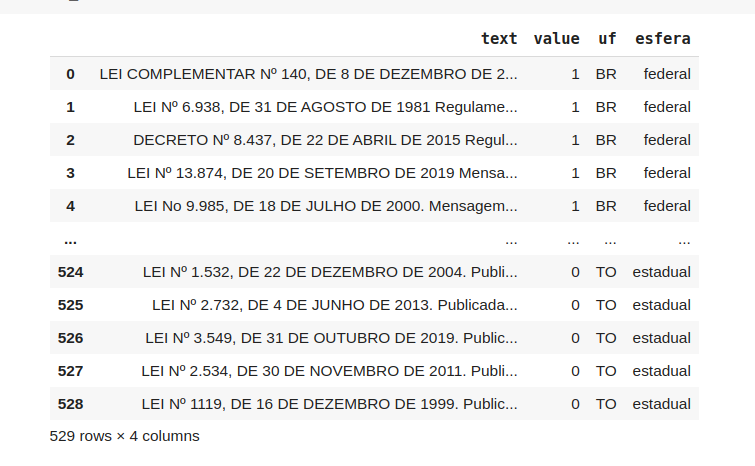 text value uf esfera
0 LEI COMPLEMENTAR Nº 140, DE 8 DE DEZEMBRO DE 2... 1 BR federal
1 LEI Nº 6.938, DE 31 DE AGOSTO DE 1981 Regulame... 1 BR federal
2 DECRETO Nº 8.437, DE 22 DE ABRIL DE 2015 Regul... 1 BR federal
3 LEI Nº 13.874, DE 20 DE SETEMBRO DE 2019 Mensa... 1 BR federal
4 LEI No 9.985, DE 18 DE JULHO DE 2000. Mensagem... 1 BR federal
... ... ... ... ...
524 LEI Nº 1.532, DE 22 DE DEZEMBRO DE 2004. Publi... 0 TO estadual
525 LEI Nº 2.732, DE 4 DE JUNHO DE 2013. Publicada... 0 TO estadual
526 LEI Nº 3.549, DE 31 DE OUTUBRO DE 2019. Public... 0 TO estadual
527 LEI Nº 2.534, DE 30 DE NOVEMBRO DE 2011. Publi... 0 TO estadual
528 LEI Nº 1119, DE 16 DE DEZEMBRO DE 1999. Public... 0 TO estadual
529 rows × 4 columns